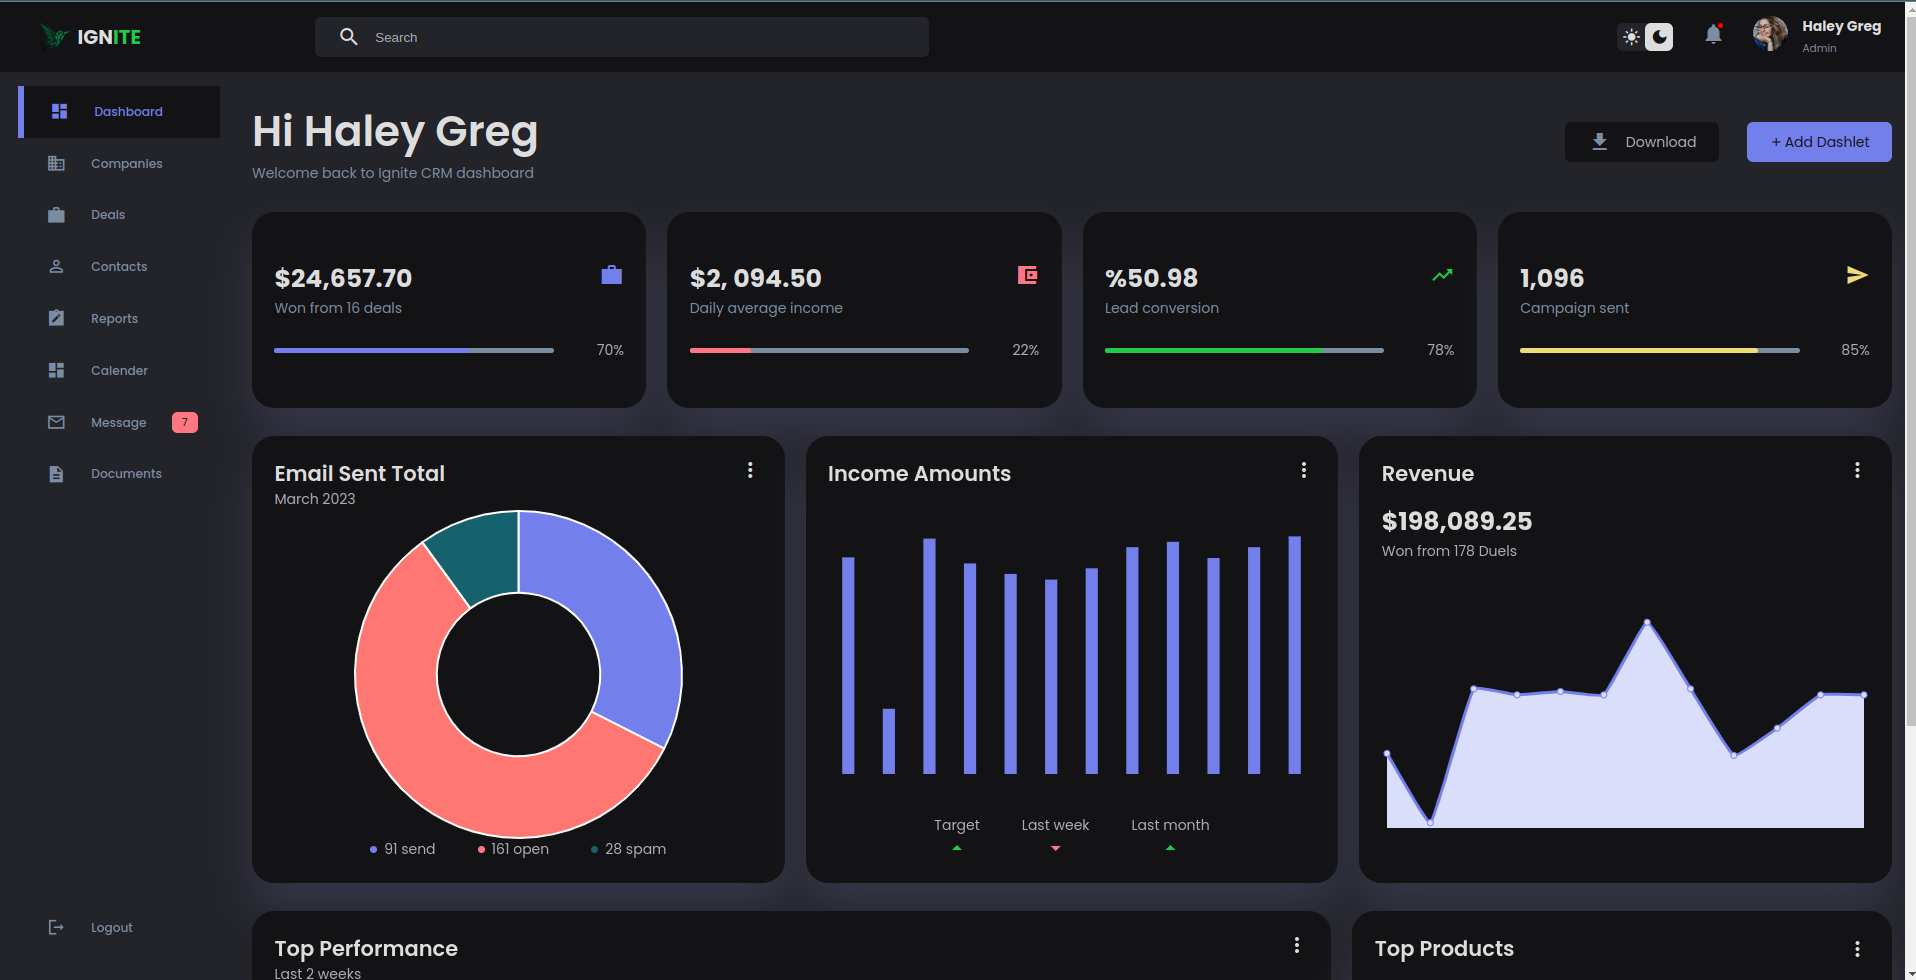 IGNITE
Search
Haley Greg
Admin
Dashboard
Companies
Deals
Contacts
Reports
Calender
Message 7
Documents
Logout
Hi Haley Greg
Welcome back to Ignite CRM dashboard
Download
+ Add Dashlet
$24,657.70
Won from 16 deals
70%
$2, 094.50
Daily average income
22%
%50.98
Lead conversion
78%
1,096
Campaign sent
85%
Email Sent Total
March 2023
91 send 161 open 28 spam
Income Amounts
Target Last week Last month
Revenue
$198,089.25
Won from 178 Duels
Top Performance
Last 2 weeks
Top Products